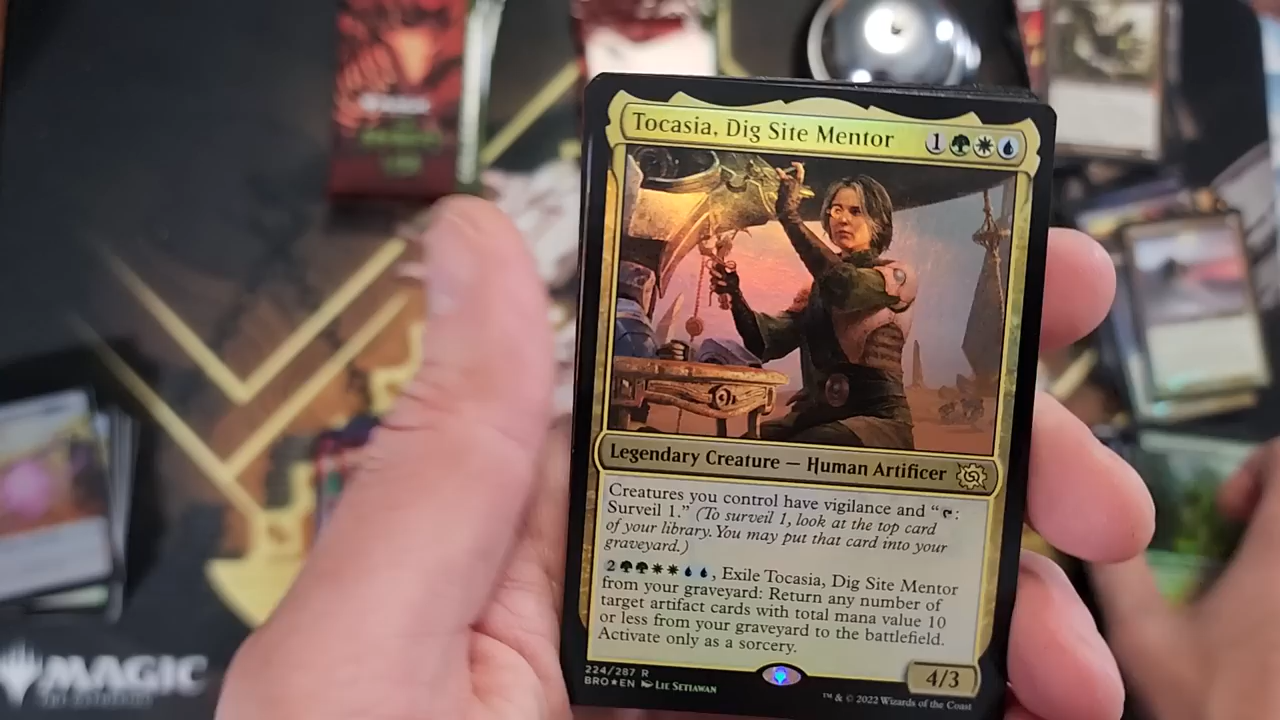 Tocasia, Dig Site Mentor
1
Legendary Creature — Human Artificer
Creatures you control have vigilance and “:
Surveil 1.” (To surveil 1, look at the top card
of your library. You may put that card into your
graveyard.)
2, Exile Tocasia, Dig Site Mentor
from your graveyard: Return any number of
target artifact cards with total mana value 10
or less from your graveyard to the battlefield.
Activate only as a sorcery.
4/3
224/287 R
BRO★EN Lie Setiawan
™ & © 2022 Wizards of the Coast
MAGIC